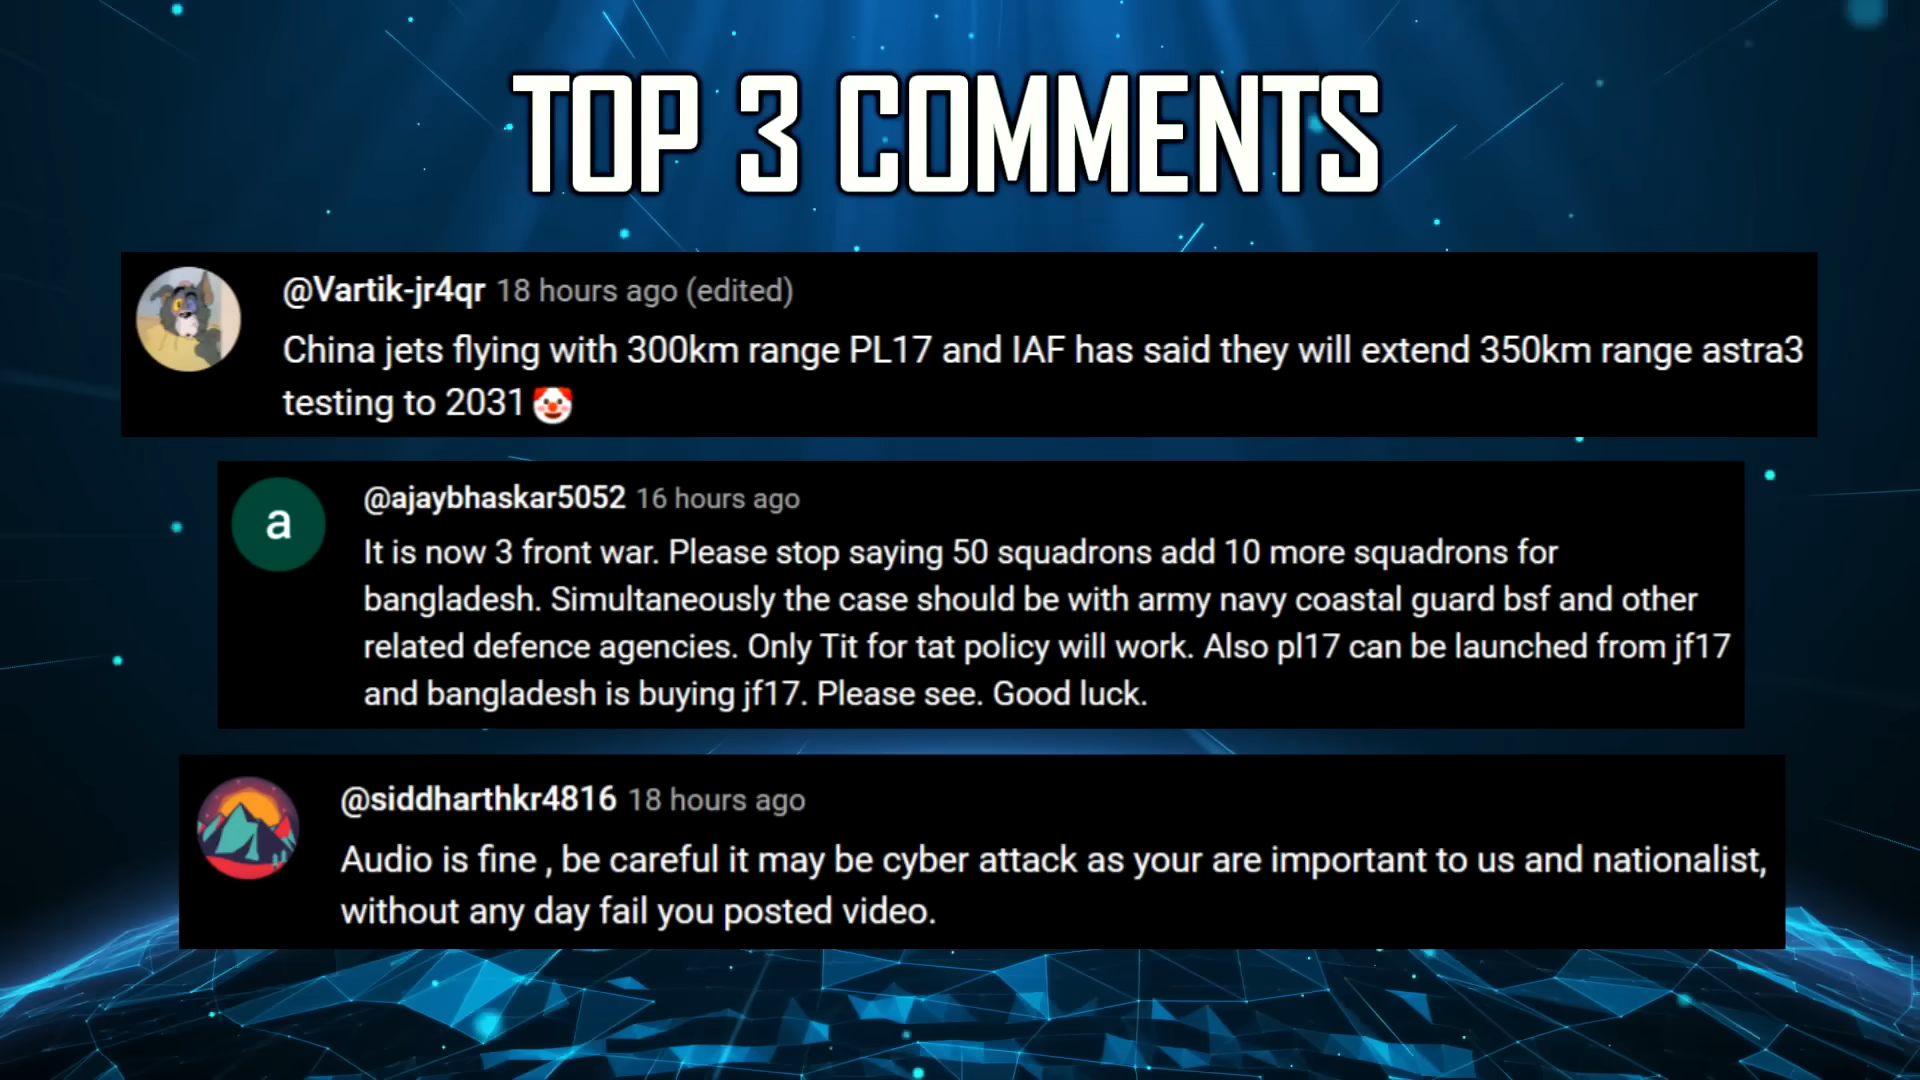 TOP 3 COMMENTS
@Vartik-jr4qr 18 hours ago (edited)
China jets flying with 300km range PL17 and IAF has said they will extend 350km range astra3
testing to 2031🤡
a
@ajaybhaskar5052 16 hours ago
It is now 3 front war. Please stop saying 50 squadrons add 10 more squadrons for
bangladesh. Simultaneously the case should be with army navy coastal guard bsf and other
related defence agencies. Only Tit for tat policy will work. Also pl17 can be launched from jf17
and bangladesh is buying jf17. Please see. Good luck.
@siddharthkr4816 18 hours ago
Audio is fine , be careful it may be cyber attack as your are important to us and nationalist,
without any day fail you posted video.